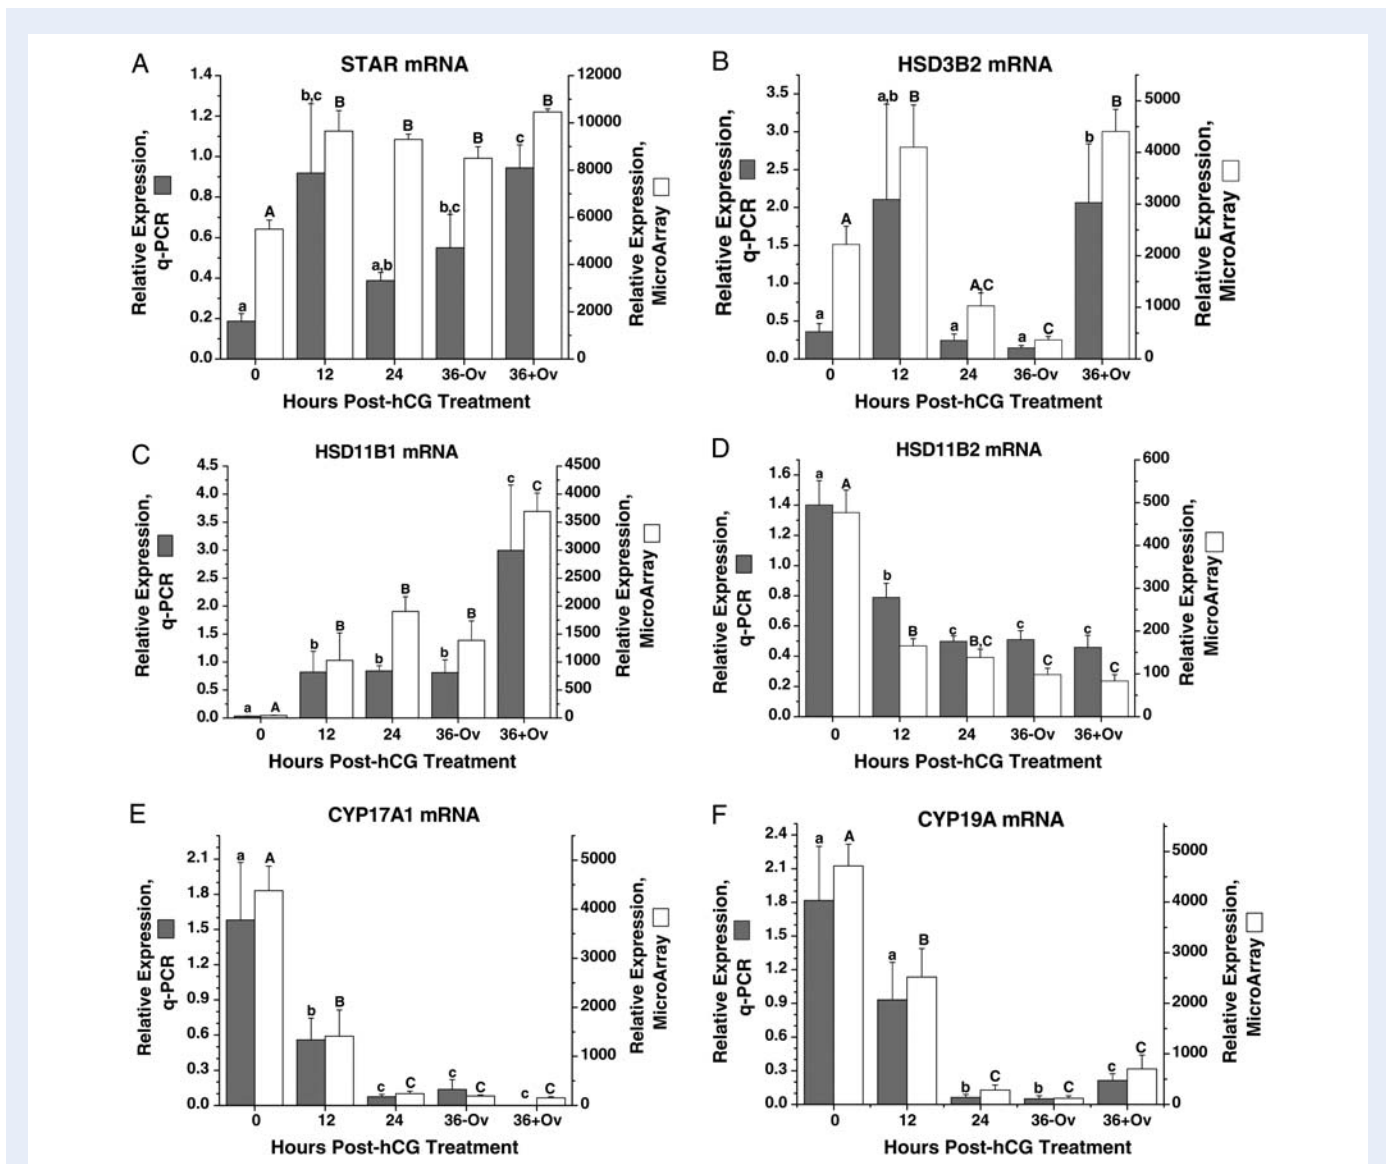 A
STAR mRNA
1.4
1.2
1.0
0.8
0.6
0.4
0.2
0.0
Relative Expression,
q-PCR
12000
10000
8000
6000
4000
2000
0
Relative Expression,
MicroArray
a A b,c B a,b B b,c B c B
0 12 24 36-Ov 36+Ov
Hours Post-hCG Treatment
B
HSD3B2 mRNA
3.5
3.0
2.5
2.0
1.5
1.0
0.5
0.0
Relative Expression,
q-PCR
5000
4000
3000
2000
1000
0
Relative Expression,
MicroArray
a A a,b B a A,C a C b B
0 12 24 36-Ov 36+Ov
Hours Post-hCG Treatment
C
HSD11B1 mRNA
4.5
4.0
3.5
3.0
2.5
2.0
1.5
1.0
0.5
0.0
Relative Expression,
q-PCR
4500
4000
3500
3000
2500
2000
1500
1000
500
0
Relative Expression,
MicroArray
a A b B b B b B c C
0 12 24 36-Ov 36+Ov
Hours Post-hCG Treatment
D
HSD11B2 mRNA
1.6
1.4
1.2
1.0
0.8
0.6
0.4
0.2
0.0
Relative Expression,
q-PCR
600
500
400
300
200
100
0
Relative Expression,
MicroArray
a A b B c B,C c C c C
0 12 24 36-Ov 36+Ov
Hours Post-hCG Treatment
E
CYP17A1 mRNA
2.1
1.8
1.5
1.2
0.9
0.6
0.3
0.0
Relative Expression,
q-PCR
5000
4000
3000
2000
1000
0
Relative Expression,
MicroArray
a A b B c C c C c C
0 12 24 36-Ov 36+Ov
Hours Post-hCG Treatment
F
CYP19A mRNA
2.4
2.1
1.8
1.5
1.2
0.9
0.6
0.3
0.0
Relative Expression,
q-PCR
5000
4000
3000
2000
1000
0
Relative Expression,
MicroArray
a A a B b C b C c C
0 12 24 36-Ov 36+Ov
Hours Post-hCG Treatment